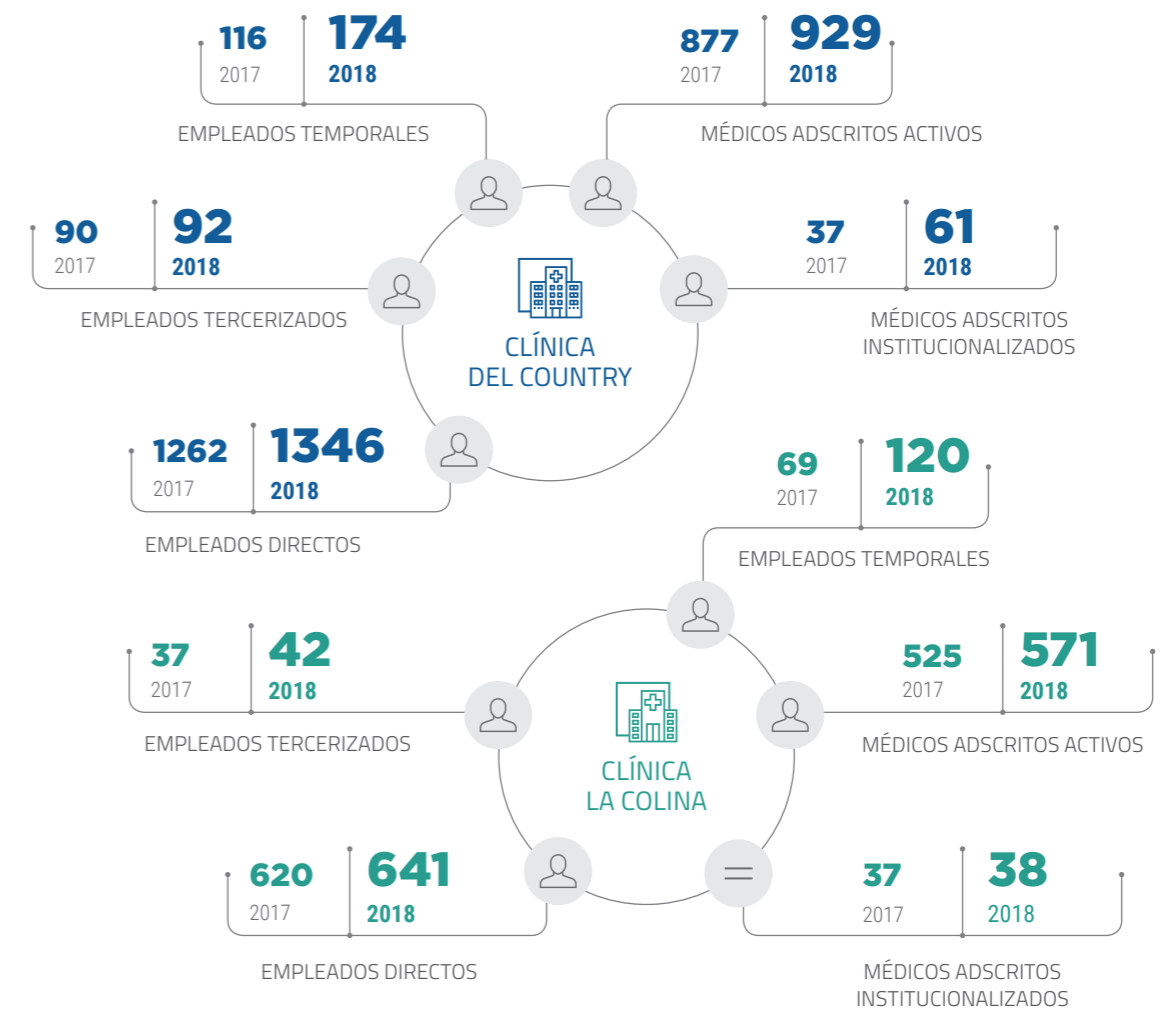 116
2017
174
2018
EMPLEADOS TEMPORALES
877
2017
929
2018
MÉDICOS ADSCRITOS ACTIVOS
90
2017
92
2018
EMPLEADOS TERCERIZADOS
37
2017
61
2018
MÉDICOS ADSCRITOS
INSTITUCIONALIZADOS
CLÍNICA
DEL COUNTRY
1262
2017
1346
2018
EMPLEADOS DIRECTOS
69
2017
120
2018
EMPLEADOS TEMPORALES
37
2017
42
2018
EMPLEADOS TERCERIZADOS
525
2017
571
2018
MÉDICOS ADSCRITOS ACTIVOS
CLÍNICA
LA COLINA
620
2017
641
2018
EMPLEADOS DIRECTOS
37
2017
38
2018
MÉDICOS ADSCRITOS
INSTITUCIONALIZADOS